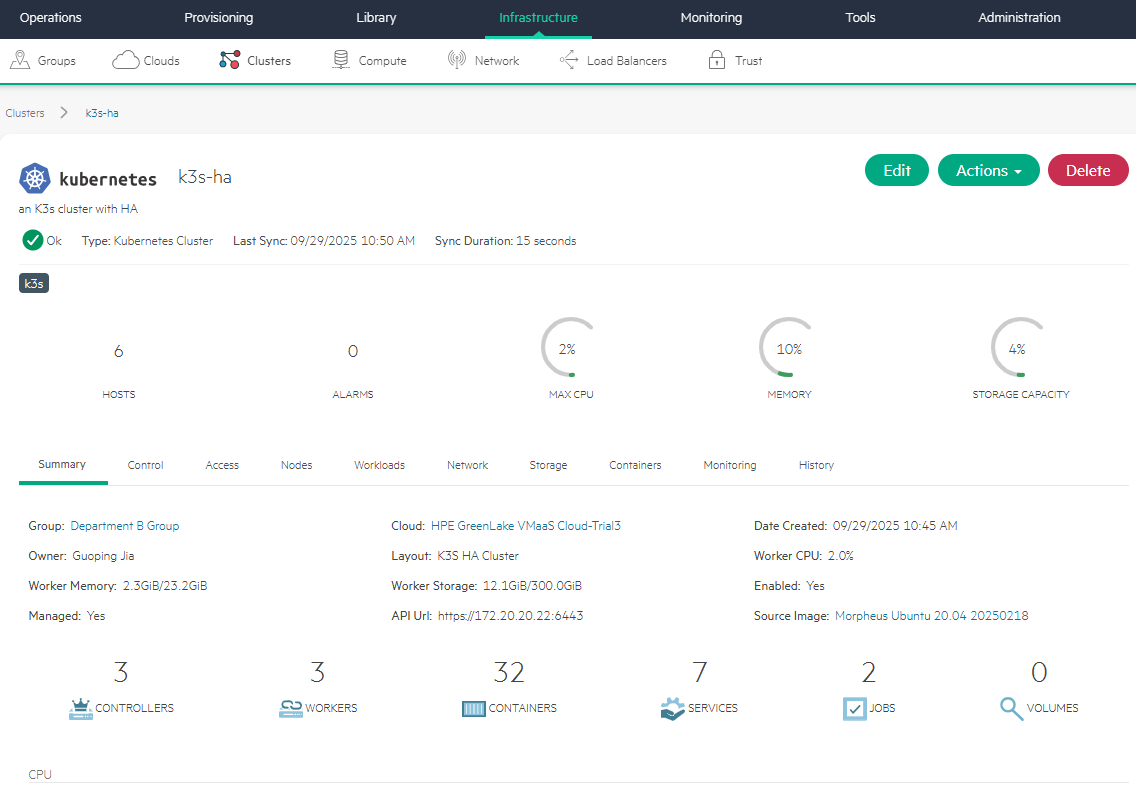 Operations Provisioning Library Infrastructure Monitoring Tools Administration
Groups Clouds Clusters Compute Network Load Balancers Trust
Clusters k3s-ha
kubernetes k3s-ha Edit Actions Delete
an K3s cluster with HA
Ok Type: Kubernetes Cluster Last Sync: 09/29/2025 10:50 AM Sync Duration: 15 seconds
k3s
6 0 2% 10% 4%
HOSTS ALARMS MAX CPU MEMORY STORAGE CAPACITY
Summary Control Access Nodes Workloads Network Storage Containers Monitoring History
Group: Department B Group Cloud: HPE GreenLake VMaaS Cloud-Trial3 Date Created: 09/29/2025 10:45 AM
Owner: Guoping Jia Layout: K3S HA Cluster Worker CPU: 2.0%
Worker Memory: 2.3GiB/23.2GiB Worker Storage: 12.1GiB/300.0GiB Enabled: Yes
Managed: Yes API Url: https://172.20.20.22:6443 Source Image: Morpheus Ubuntu 20.04 20250218
3 3 32 7 2 0
CONTROLLERS WORKERS CONTAINERS SERVICES JOBS VOLUMES
CPU